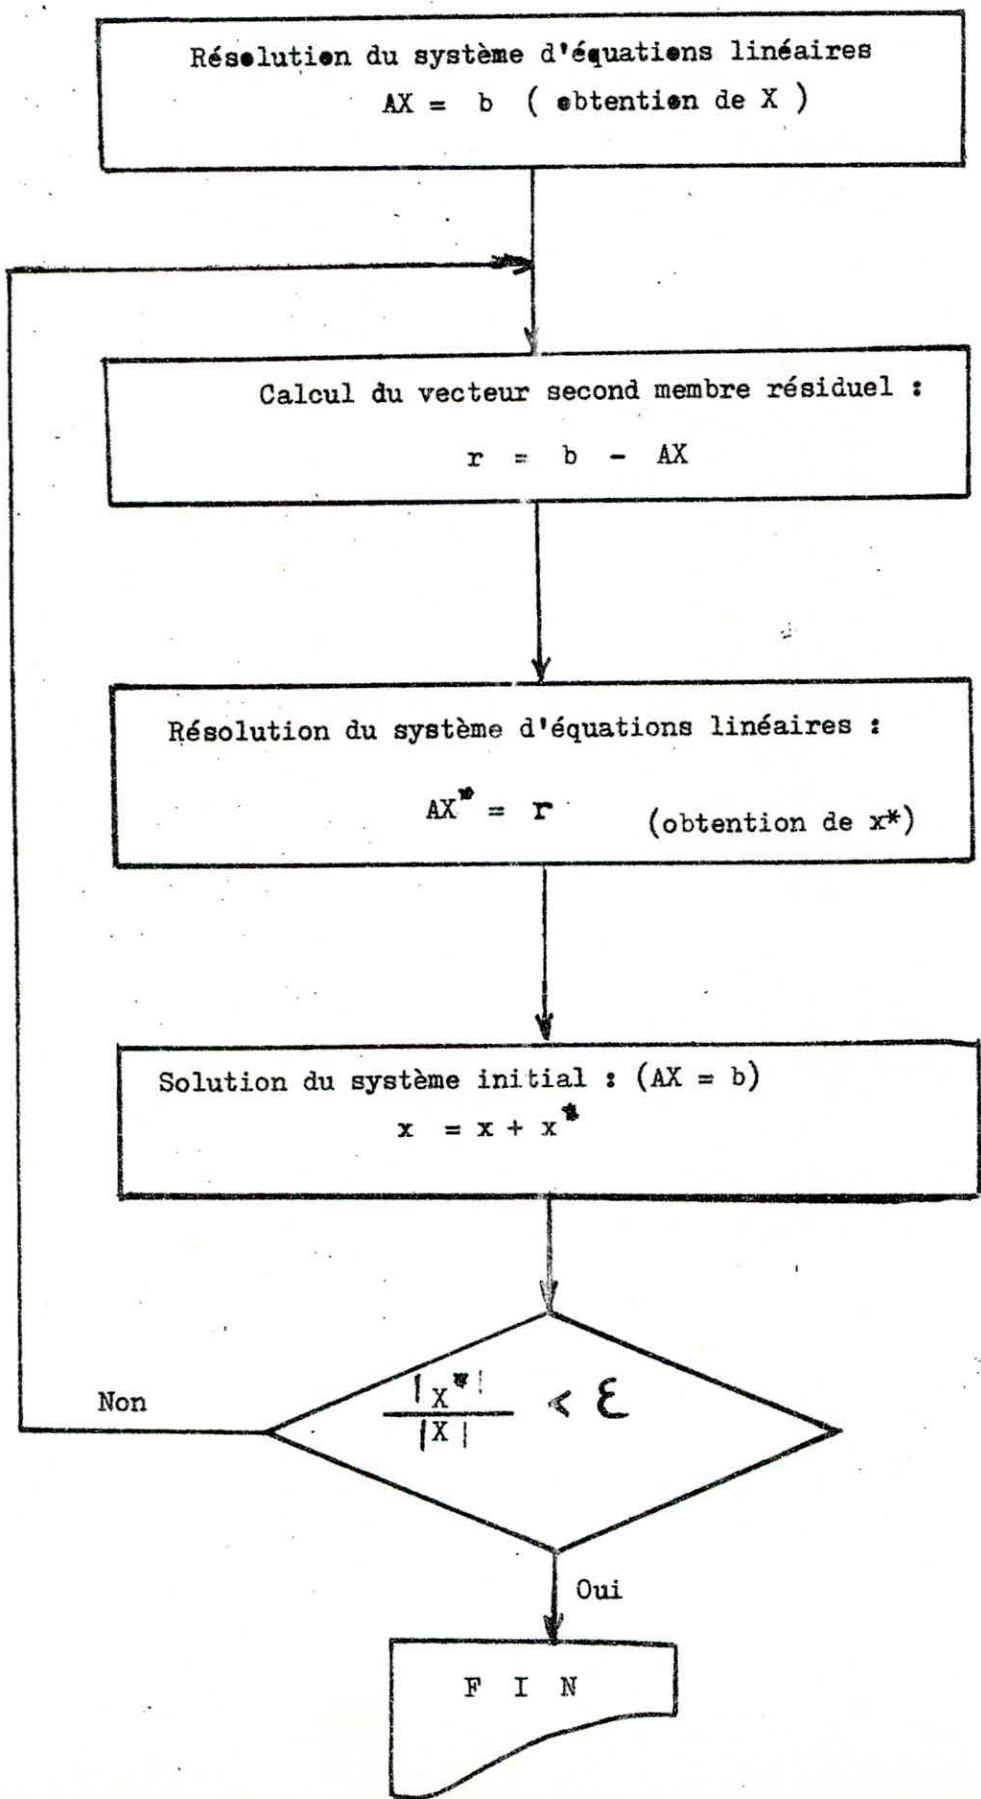 Résolution du système d'équations linéaires
AX = b ( obtention de X )
Calcul du vecteur second membre résiduel :
r = b - AX
Résolution du système d'équations linéaires :
AX* = r (obtention de x*)
Solution du système initial : (AX = b)
x = x + x*
|X*|
/|X| < ε
Non
Oui
F I N